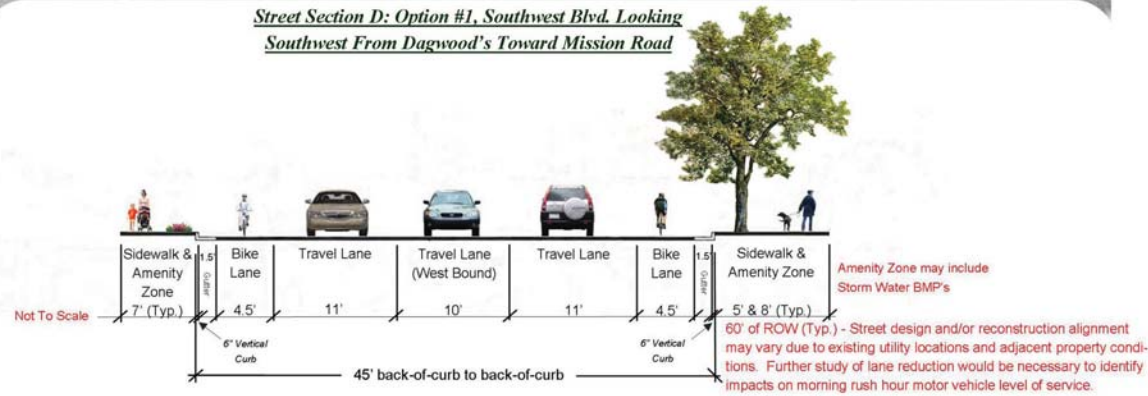 Street Section D: Option #1, Southwest Blvd. Looking
Southwest From Dagwood's Toward Mission Road
Sidewalk &
Amenity
Zone
7' (Typ.)
1.5'
Gutter
Bike
Lane
4.5'
Travel Lane
11'
Travel Lane
(West Bound)
10'
Travel Lane
11'
Bike
Lane
4.5'
1.5'
Gutter
Sidewalk &
Amenity Zone
5' & 8' (Typ.)
Amenity Zone may include
Storm Water BMP's
Not To Scale
6" Vertical
Curb
6" Vertical
Curb
45' back-of-curb to back-of-curb
60' of ROW (Typ.) - Street design and/or reconstruction alignment
may vary due to existing utility locations and adjacent property condi-
tions. Further study of lane reduction would be necessary to identify
impacts on morning rush hour motor vehicle level of service.